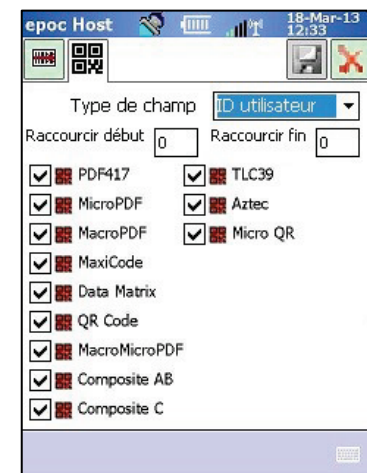 epoc Host 18-Mar-13
12:33
Type de champ ID utilisateur
Raccourcir début 0 Raccourcir fin 0
PDF417 TLC39
MicroPDF Aztec
MacroPDF Micro QR
MaxiCode
Data Matrix
QR Code
MacroMicroPDF
Composite AB
Composite C